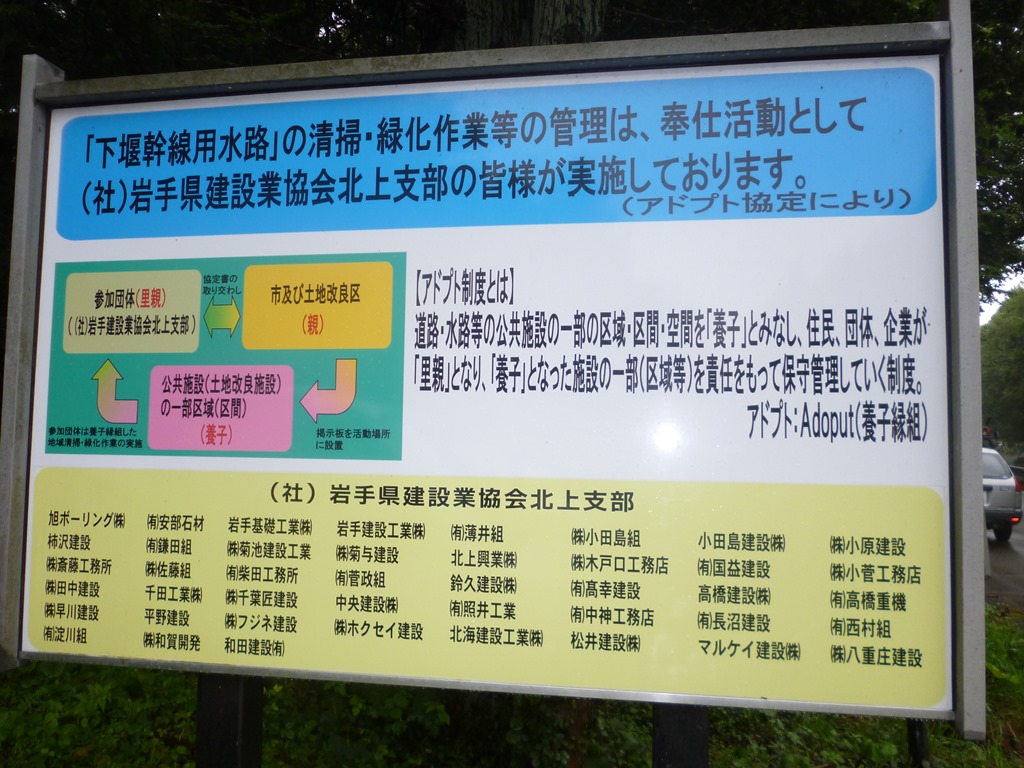 「下堰幹線用水路」の清掃・緑化作業等の管理は、奉仕活動として
(社)岩手県建設業協会北上支部の皆様が実施しております。
(アドプト協定により)
参加団体(里親)
((社)岩手建設業協会北上支部)
協定書の
取り交わし
市及び土地改良区
(親)
公共施設(土地改良施設)
の一部区域(区間)
(養子)
参加団体は養子縁組した
地域清掃・緑化作業の実施
掲示板を活動場所
に設置
【アドプト制度とは】
道路・水路等の公共施設の一部の区域・区間・空間を「養子」とみなし、住民、団体、企業が
「里親」となり、「養子」となった施設の一部(区域等)を責任をもって保守管理していく制度。
アドプト:Adoput(養子縁組)
(社)岩手県建設業協会北上支部
旭ボーリング㈱
柿沢建設
㈱斎藤工務所
㈱田中建設
㈱早川建設
㈲淀川組
㈲安部石材
㈲鎌田組
㈱佐藤組
千田工業㈱
平野建設
㈱和賀開発
岩手基礎工業㈱
㈱菊池建設工業
㈲柴田工務所
㈱千葉匠建設
㈱フジネ建設
和田建設㈲
岩手建設工業㈱
㈱菊与建設
㈲菅政組
中央建設㈱
㈱ホクセイ建設
㈲薄井組
北上興業㈱
鈴久建設㈱
㈲照井工業
北海建設工業㈱
㈱小田島組
㈱木戸口工務店
㈲髙幸建設
㈲中神工務店
松井建設㈱
小田島建設㈱
㈲国益建設
高橋建設㈱
㈲長沼建設
マルケイ建設㈱
㈱小原建設
㈱小菅工務店
㈲高橋重機
㈲西村組
㈱八重庄建設